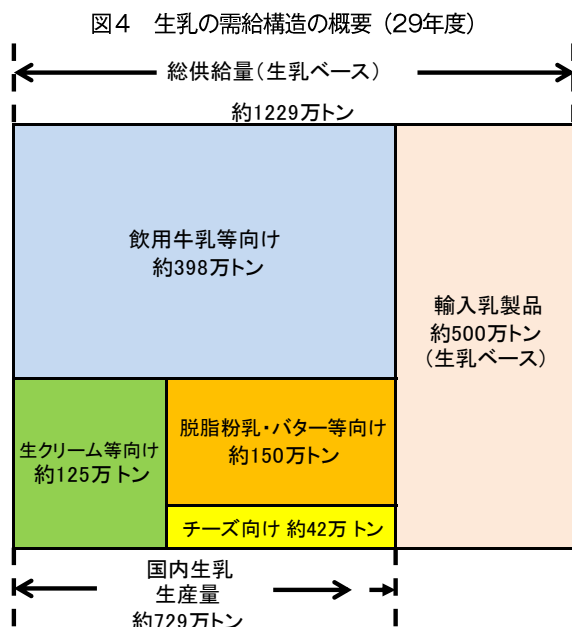 図4 生乳の需給構造の概要（29年度）
総供給量（生乳ベース）
約1229万トン
飲用牛乳等向け
約398万トン
輸入乳製品
約500万トン
（生乳ベース）
生クリーム等向け
約125万トン
脱脂粉乳・バター等向け
約150万トン
チーズ向け 約42万トン
国内生乳
生産量
約729万トン